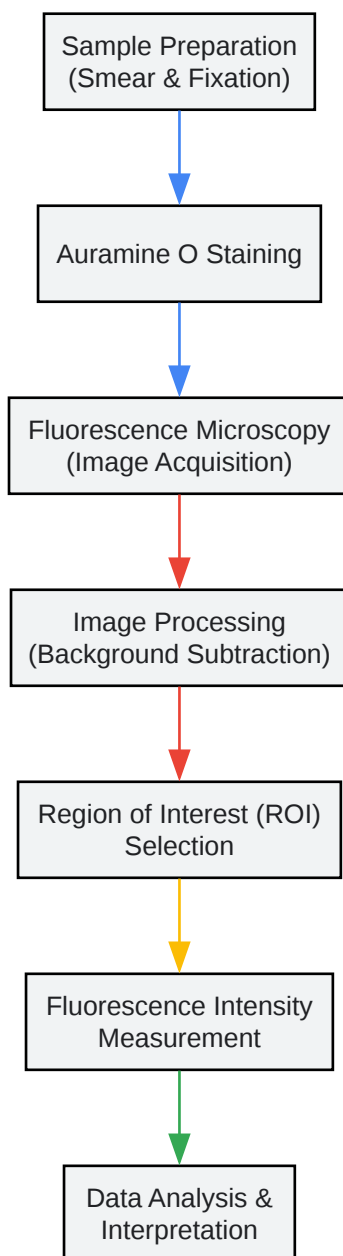 Sample Preparation
(Smear & Fixation)
Auramine O Staining
Fluorescence Microscopy
(Image Acquisition)
Image Processing
(Background Subtraction)
Region of Interest (ROI)
Selection
Fluorescence Intensity
Measurement
Data Analysis &
Interpretation